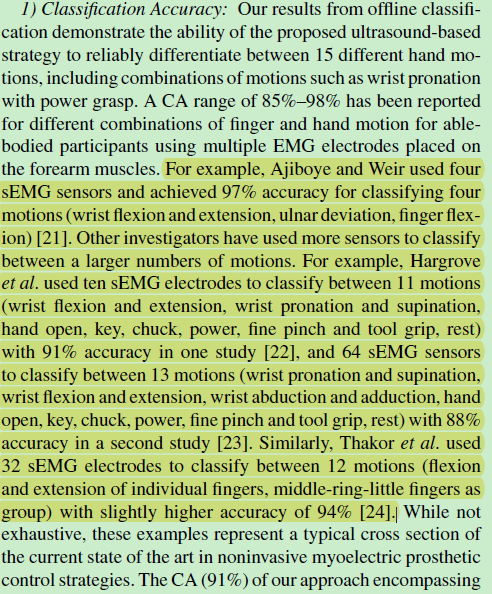 1) Classification Accuracy: Our results from offline classifi-
cation demonstrate the ability of the proposed ultrasound-based
strategy to reliably differentiate between 15 different hand mo-
tions, including combinations of motions such as wrist pronation
with power grasp. A CA range of 85%–98% has been reported
for different combinations of finger and hand motion for able-
bodied participants using multiple EMG electrodes placed on
the forearm muscles. For example, Ajiboye and Weir used four
sEMG sensors and achieved 97% accuracy for classifying four
motions (wrist flexion and extension, ulnar deviation, finger flex-
ion) [21]. Other investigators have used more sensors to classify
between a larger numbers of motions. For example, Hargrove
et al. used ten sEMG electrodes to classify between 11 motions
(wrist flexion and extension, wrist pronation and supination,
hand open, key, chuck, power, fine pinch and tool grip, rest)
with 91% accuracy in one study [22], and 64 sEMG sensors
to classify between 13 motions (wrist pronation and supination,
wrist flexion and extension, wrist abduction and adduction, hand
open, key, chuck, power, fine pinch and tool grip, rest) with 88%
accuracy in a second study [23]. Similarly, Thakor et al. used
32 sEMG electrodes to classify between 12 motions (flexion
and extension of individual fingers, middle-ring-little fingers as
group) with slightly higher accuracy of 94% [24]. While not
exhaustive, these examples represent a typical cross section of
the current state of the art in noninvasive myoelectric prosthetic
control strategies. The CA (91%) of our approach encompassing